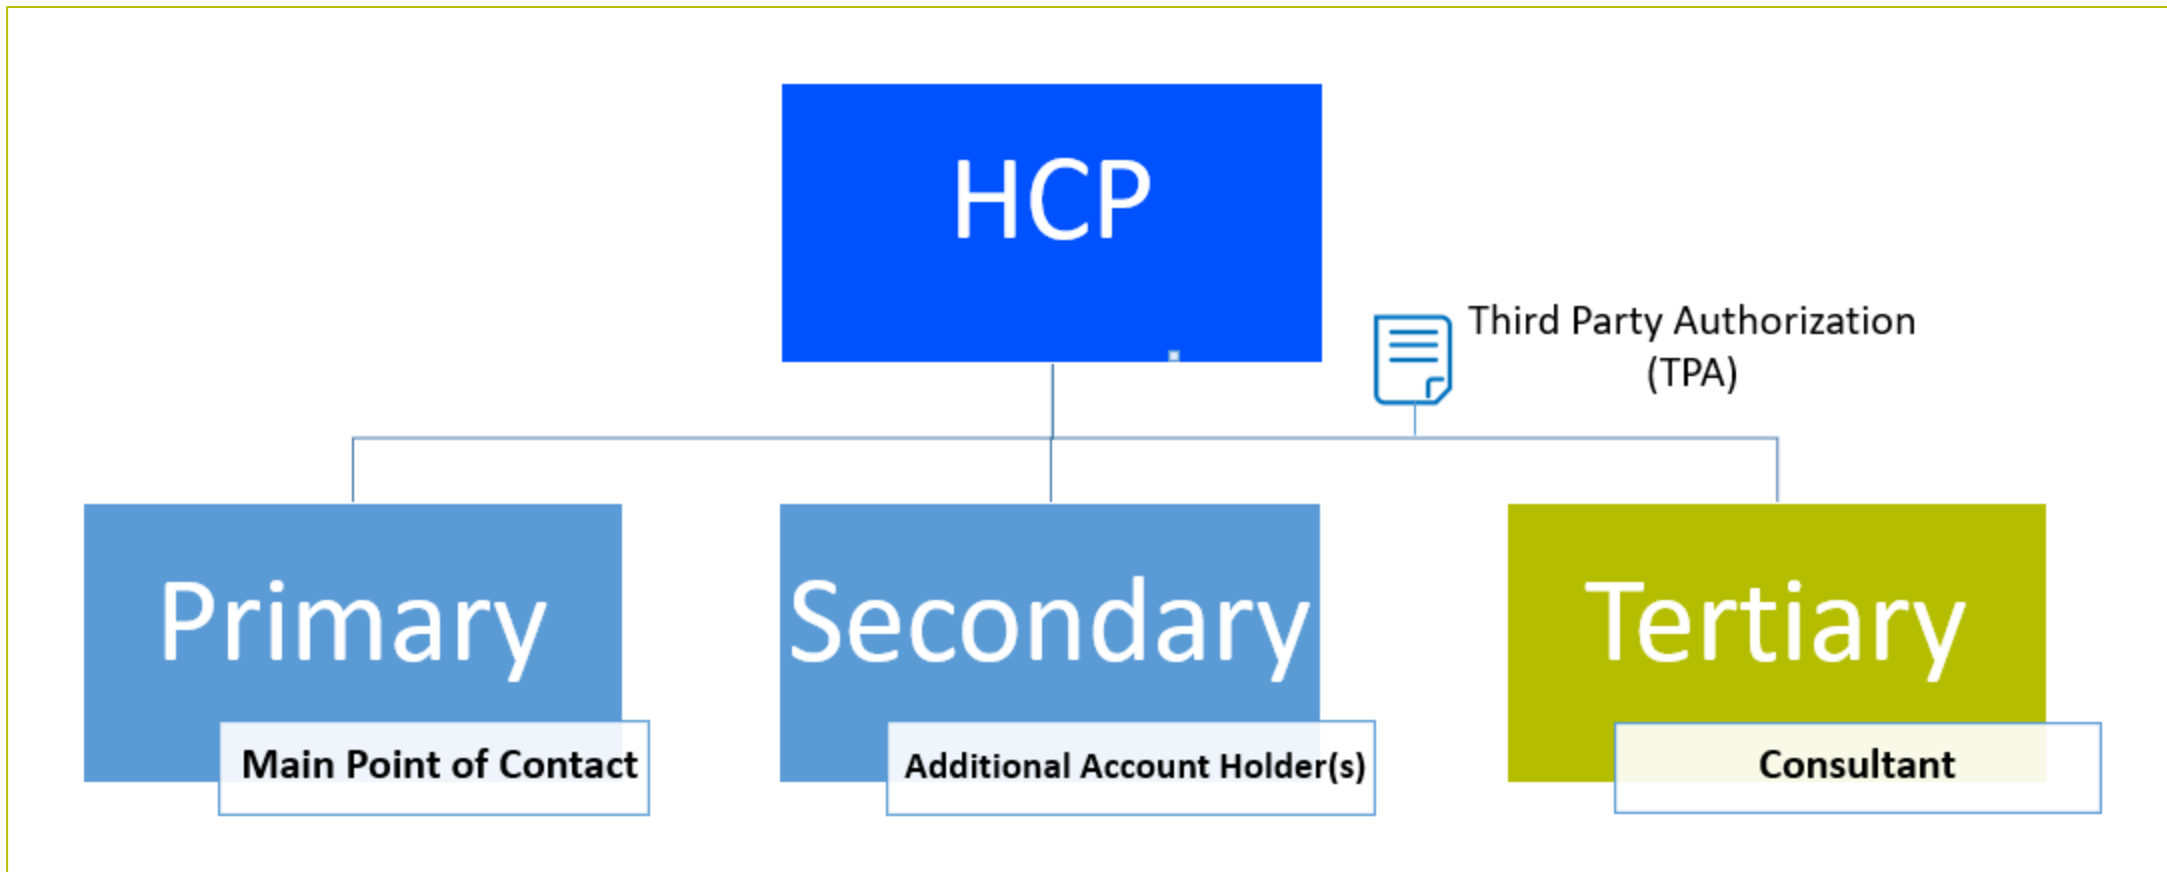 HCP
Third Party Authorization
(TPA)
Primary
Main Point of Contact
Secondary
Additional Account Holder(s)
Tertiary
Consultant